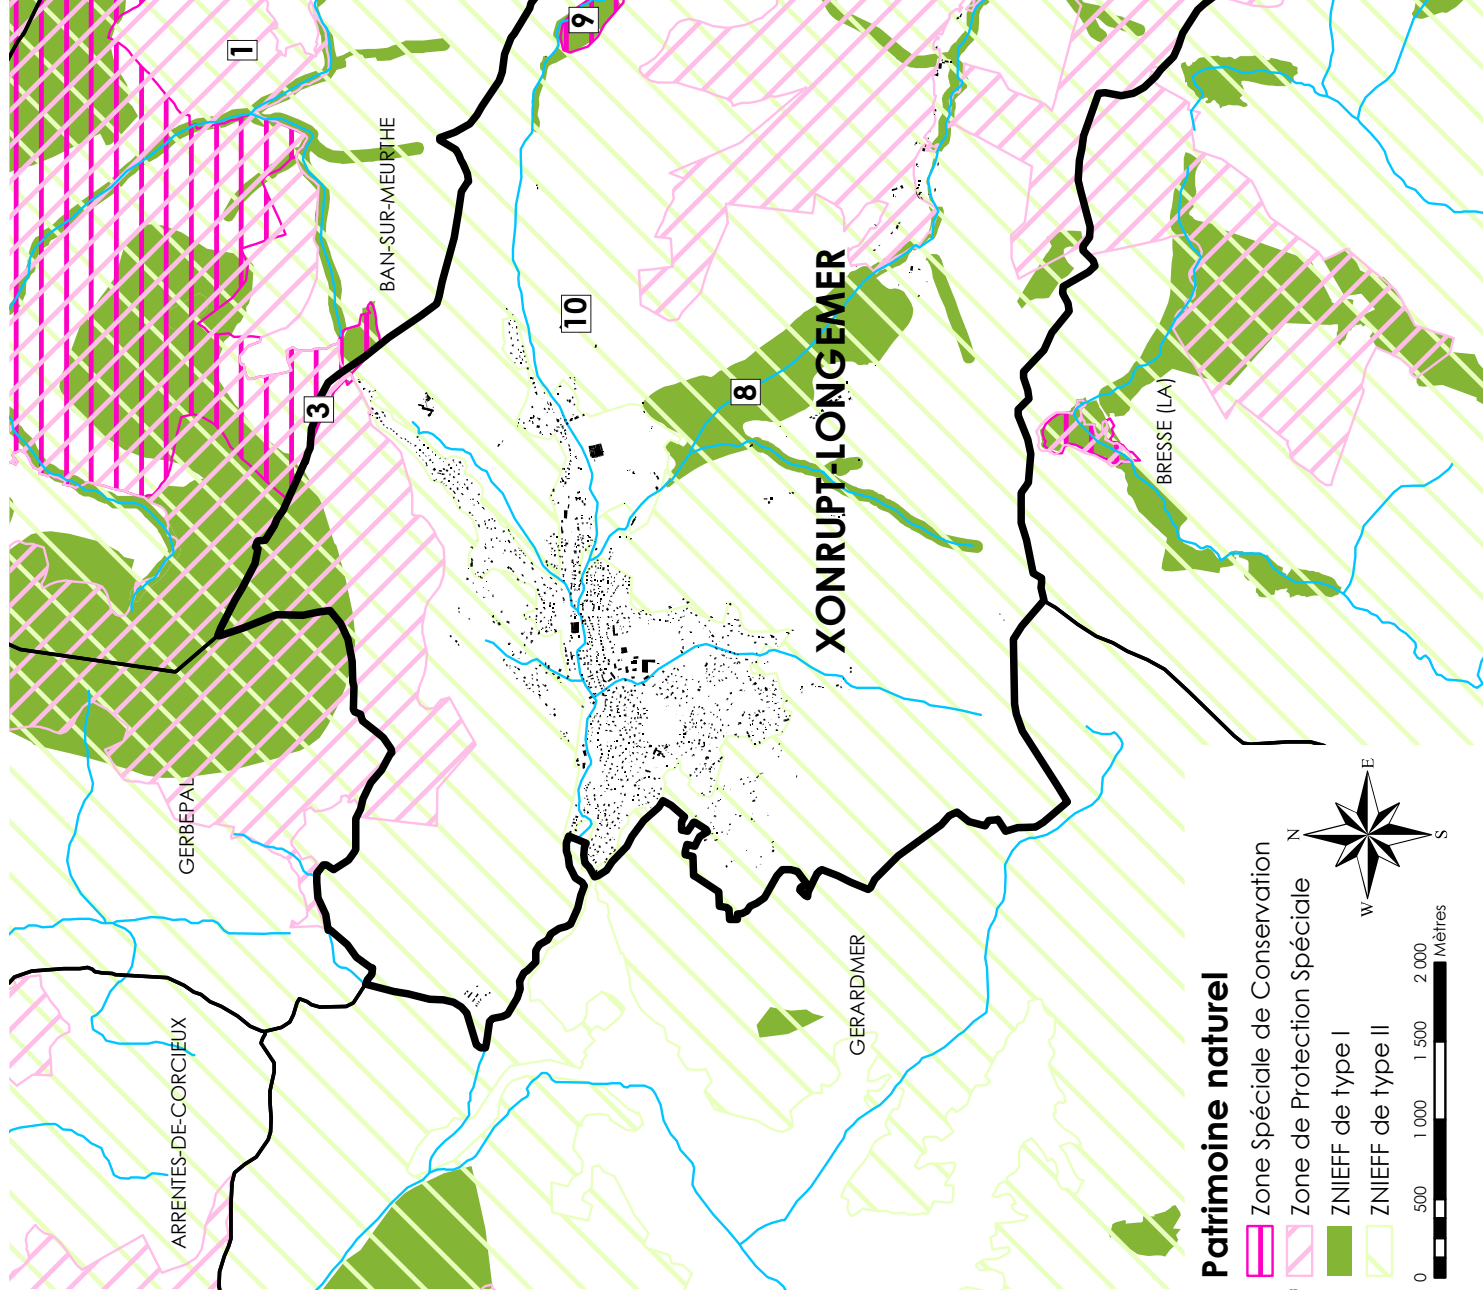 1
9
BAN-SUR-MEURTHE
10
3
8
XONRUPT-LONGEMER
BRESSE (LA)
GERBEPAL
GERARDMER
ARRENTES-DE-CORCIEUX
Patrimoine naturel
Zone Spéciale de Conservation
Zone de Protection Spéciale
ZNIEFF de type I
ZNIEFF de type II
0 500 1 000 1 500 2 000
Mètres
N
W E
S